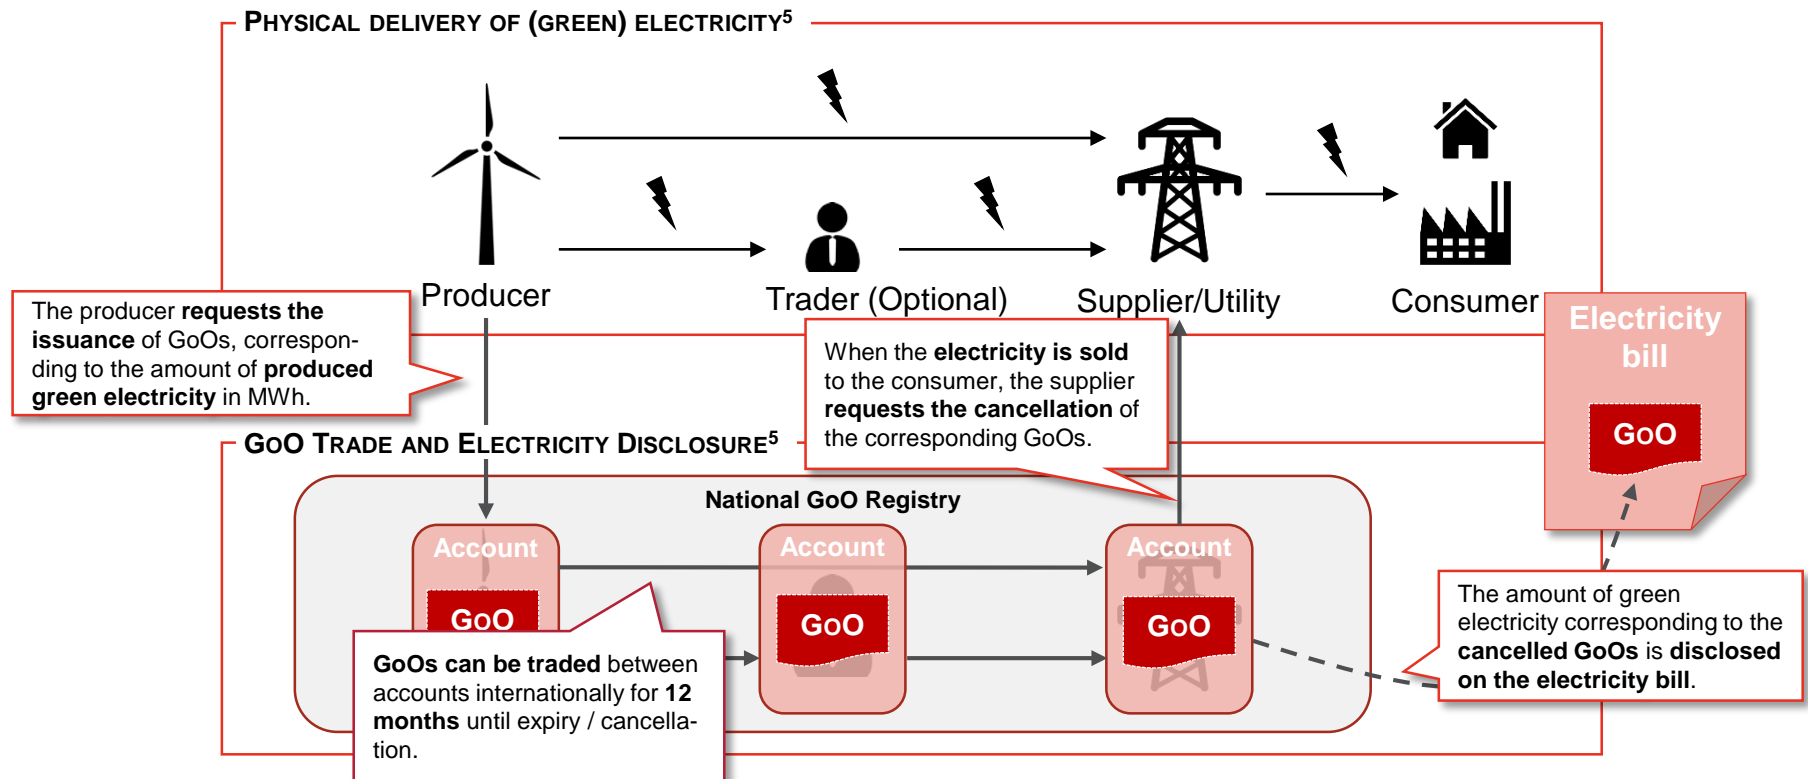 PHYSICAL DELIVERY OF (GREEN) ELECTRICITY⁵
Producer
Trader (Optional)
Supplier/Utility
Consumer
The producer requests the
issuance of GoOs, correspon-
ding to the amount of produced
green electricity in MWh.
When the electricity is sold
to the consumer, the supplier
requests the cancellation of
the corresponding GoOs.
Electricity
bill
GoO
GoO TRADE AND ELECTRICITY DISCLOSURE⁵
National GoO Registry
Account
Account
Account
GoO
GoO
GoO
GoOs can be traded between
accounts internationally for 12
months until expiry / cancella-
tion.
The amount of green
electricity corresponding to the
cancelled GoOs is disclosed
on the electricity bill.